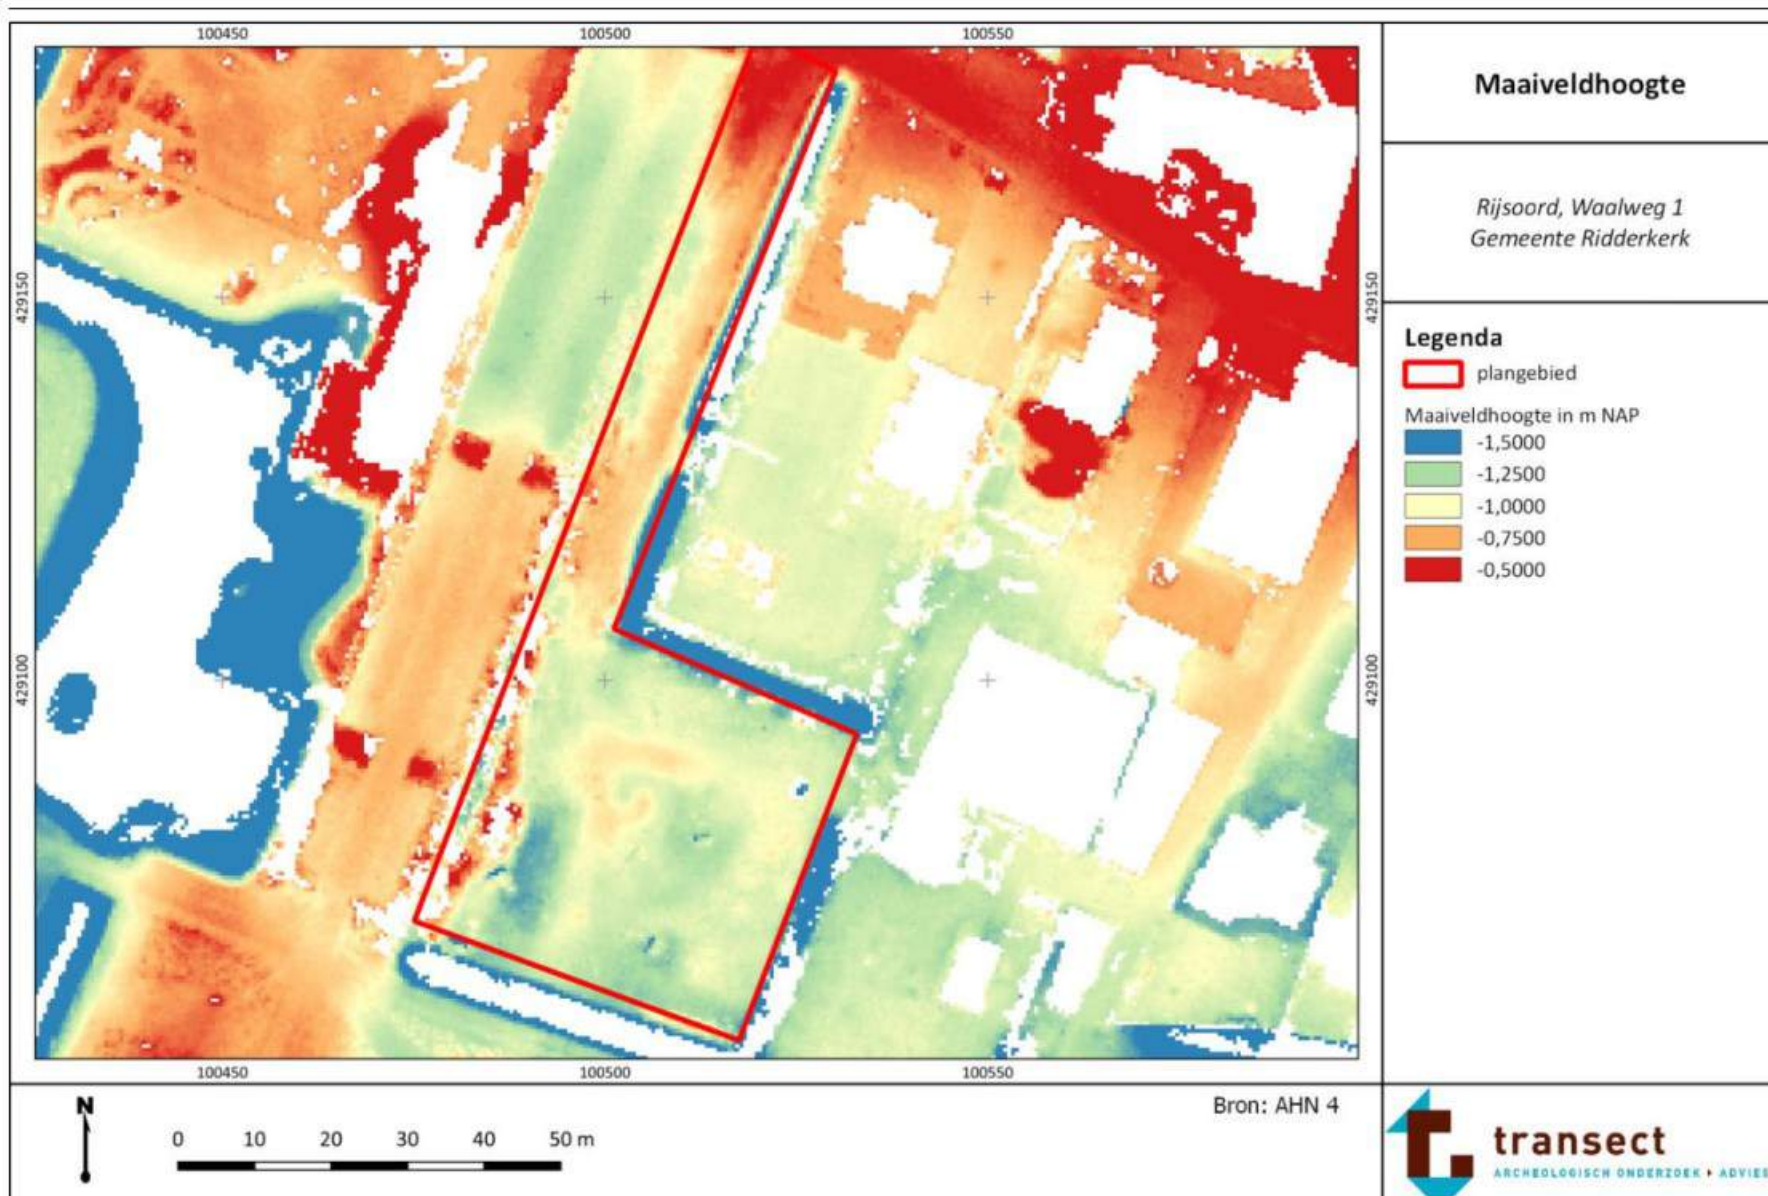 100450 100500 100550
429150
429100
429150
429100
100450 100500 100550
Maaiveldhoogte
Rijsoord, Waalweg 1
Gemeente Ridderkerk
Legenda
plangebied
Maaiveldhoogte in m NAP
-1,5000
-1,2500
-1,0000
-0,7500
-0,5000
N
0 10 20 30 40 50 m
Bron: AHN 4
transect
ARCHEOLOGISCH ONDERZOEK ADVIES